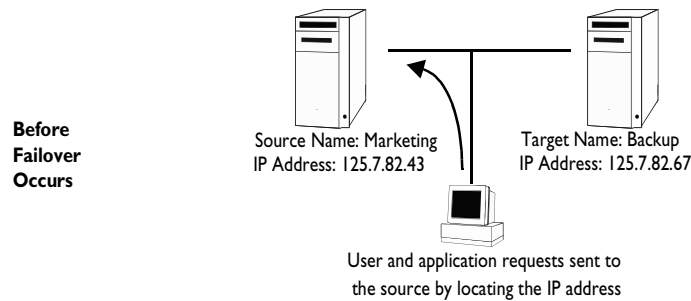 Before
Failover
Occurs
Source Name: Marketing
IP Address: 125.7.82.43
Target Name: Backup
IP Address: 125.7.82.67
User and application requests sent to
the source by locating the IP address